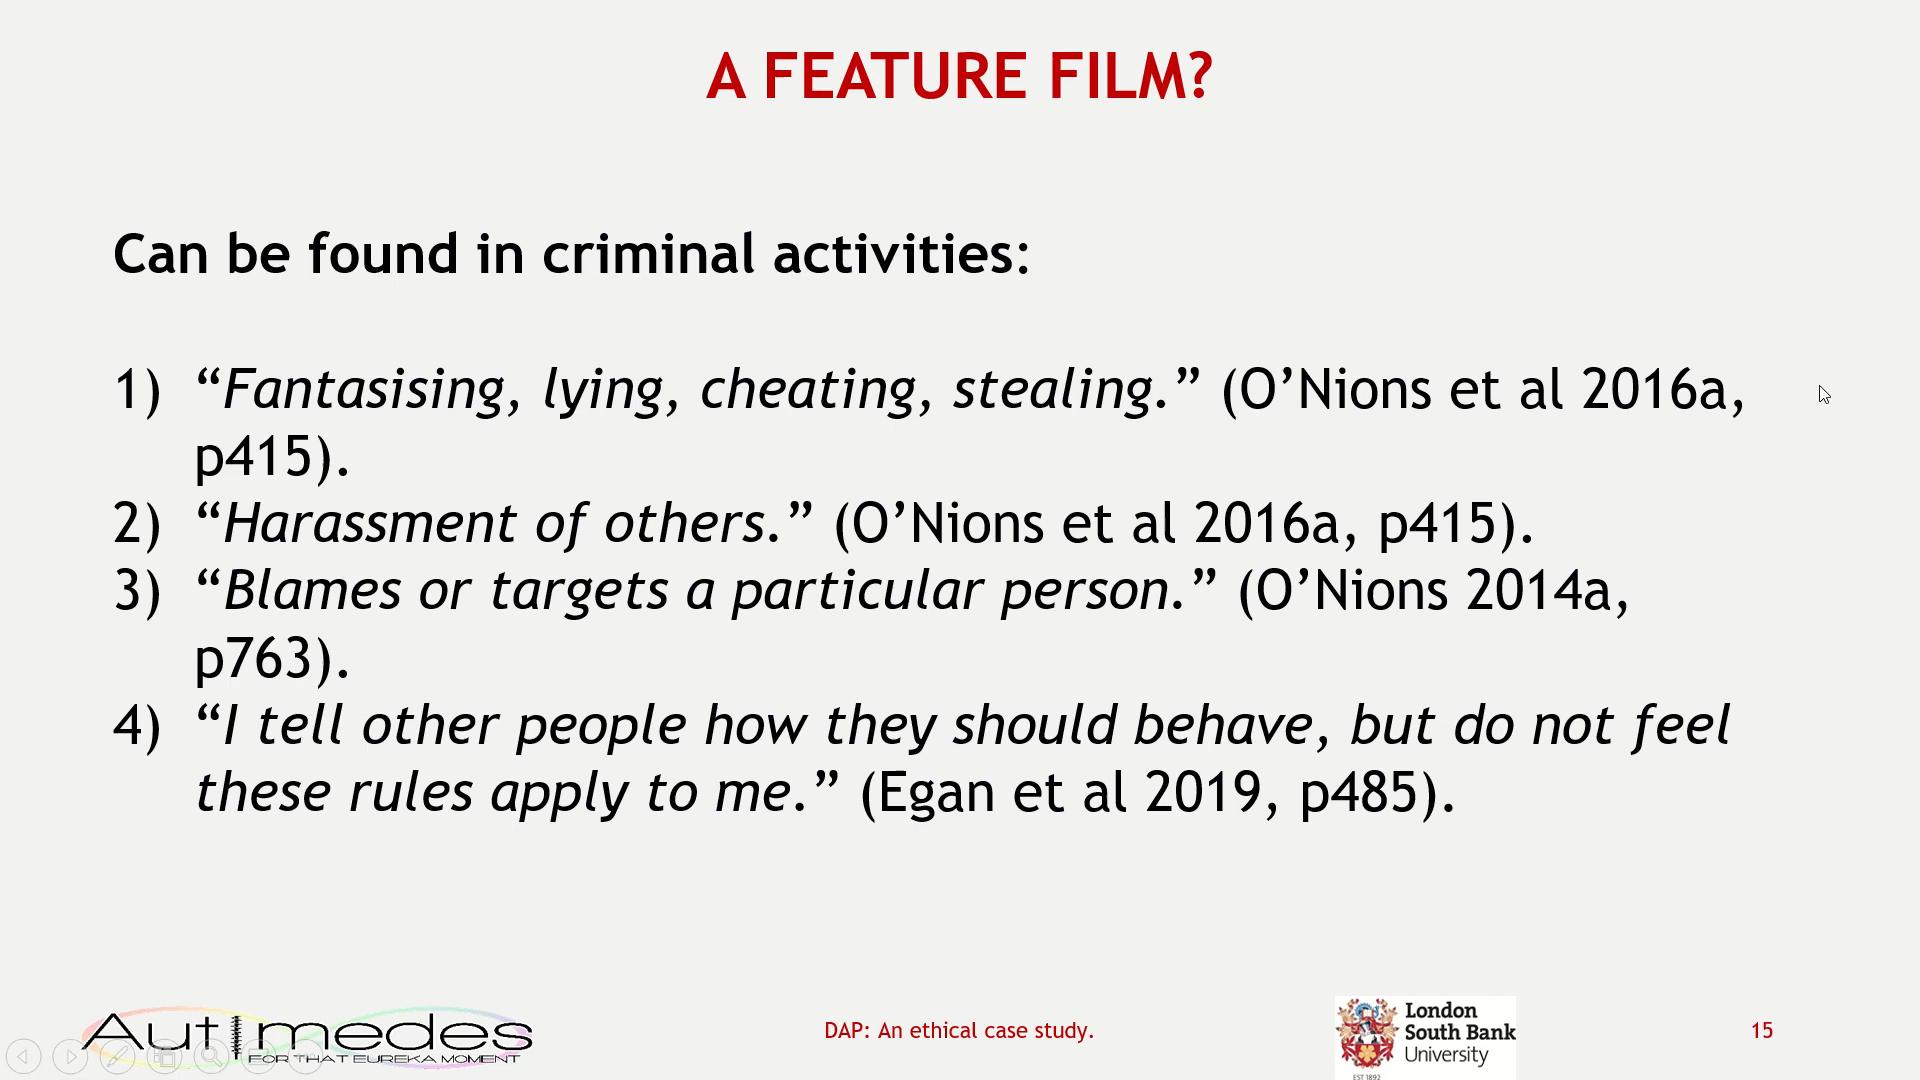 A FEATURE FILM?
Can be found in criminal activities:
1) “Fantasising, lying, cheating, stealing.” (O’Nions et al 2016a,
p415).
2) “Harassment of others.” (O’Nions et al 2016a, p415).
3) “Blames or targets a particular person.” (O’Nions 2014a,
p763).
4) “I tell other people how they should behave, but do not feel
these rules apply to me.” (Egan et al 2019, p485).
Autimedes
FOR THAT EUREKA MOMENT
DAP: An ethical case study.
London
South Bank
University
EST 1892
15